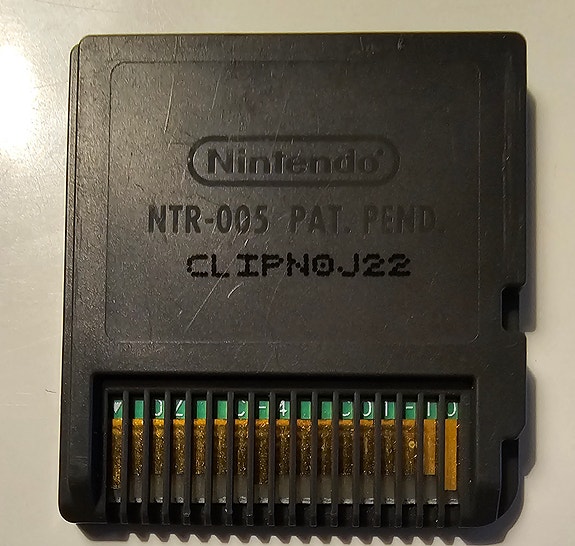 Nintendo®
NTR-005 PAT. PEND.
CLIPN0J22